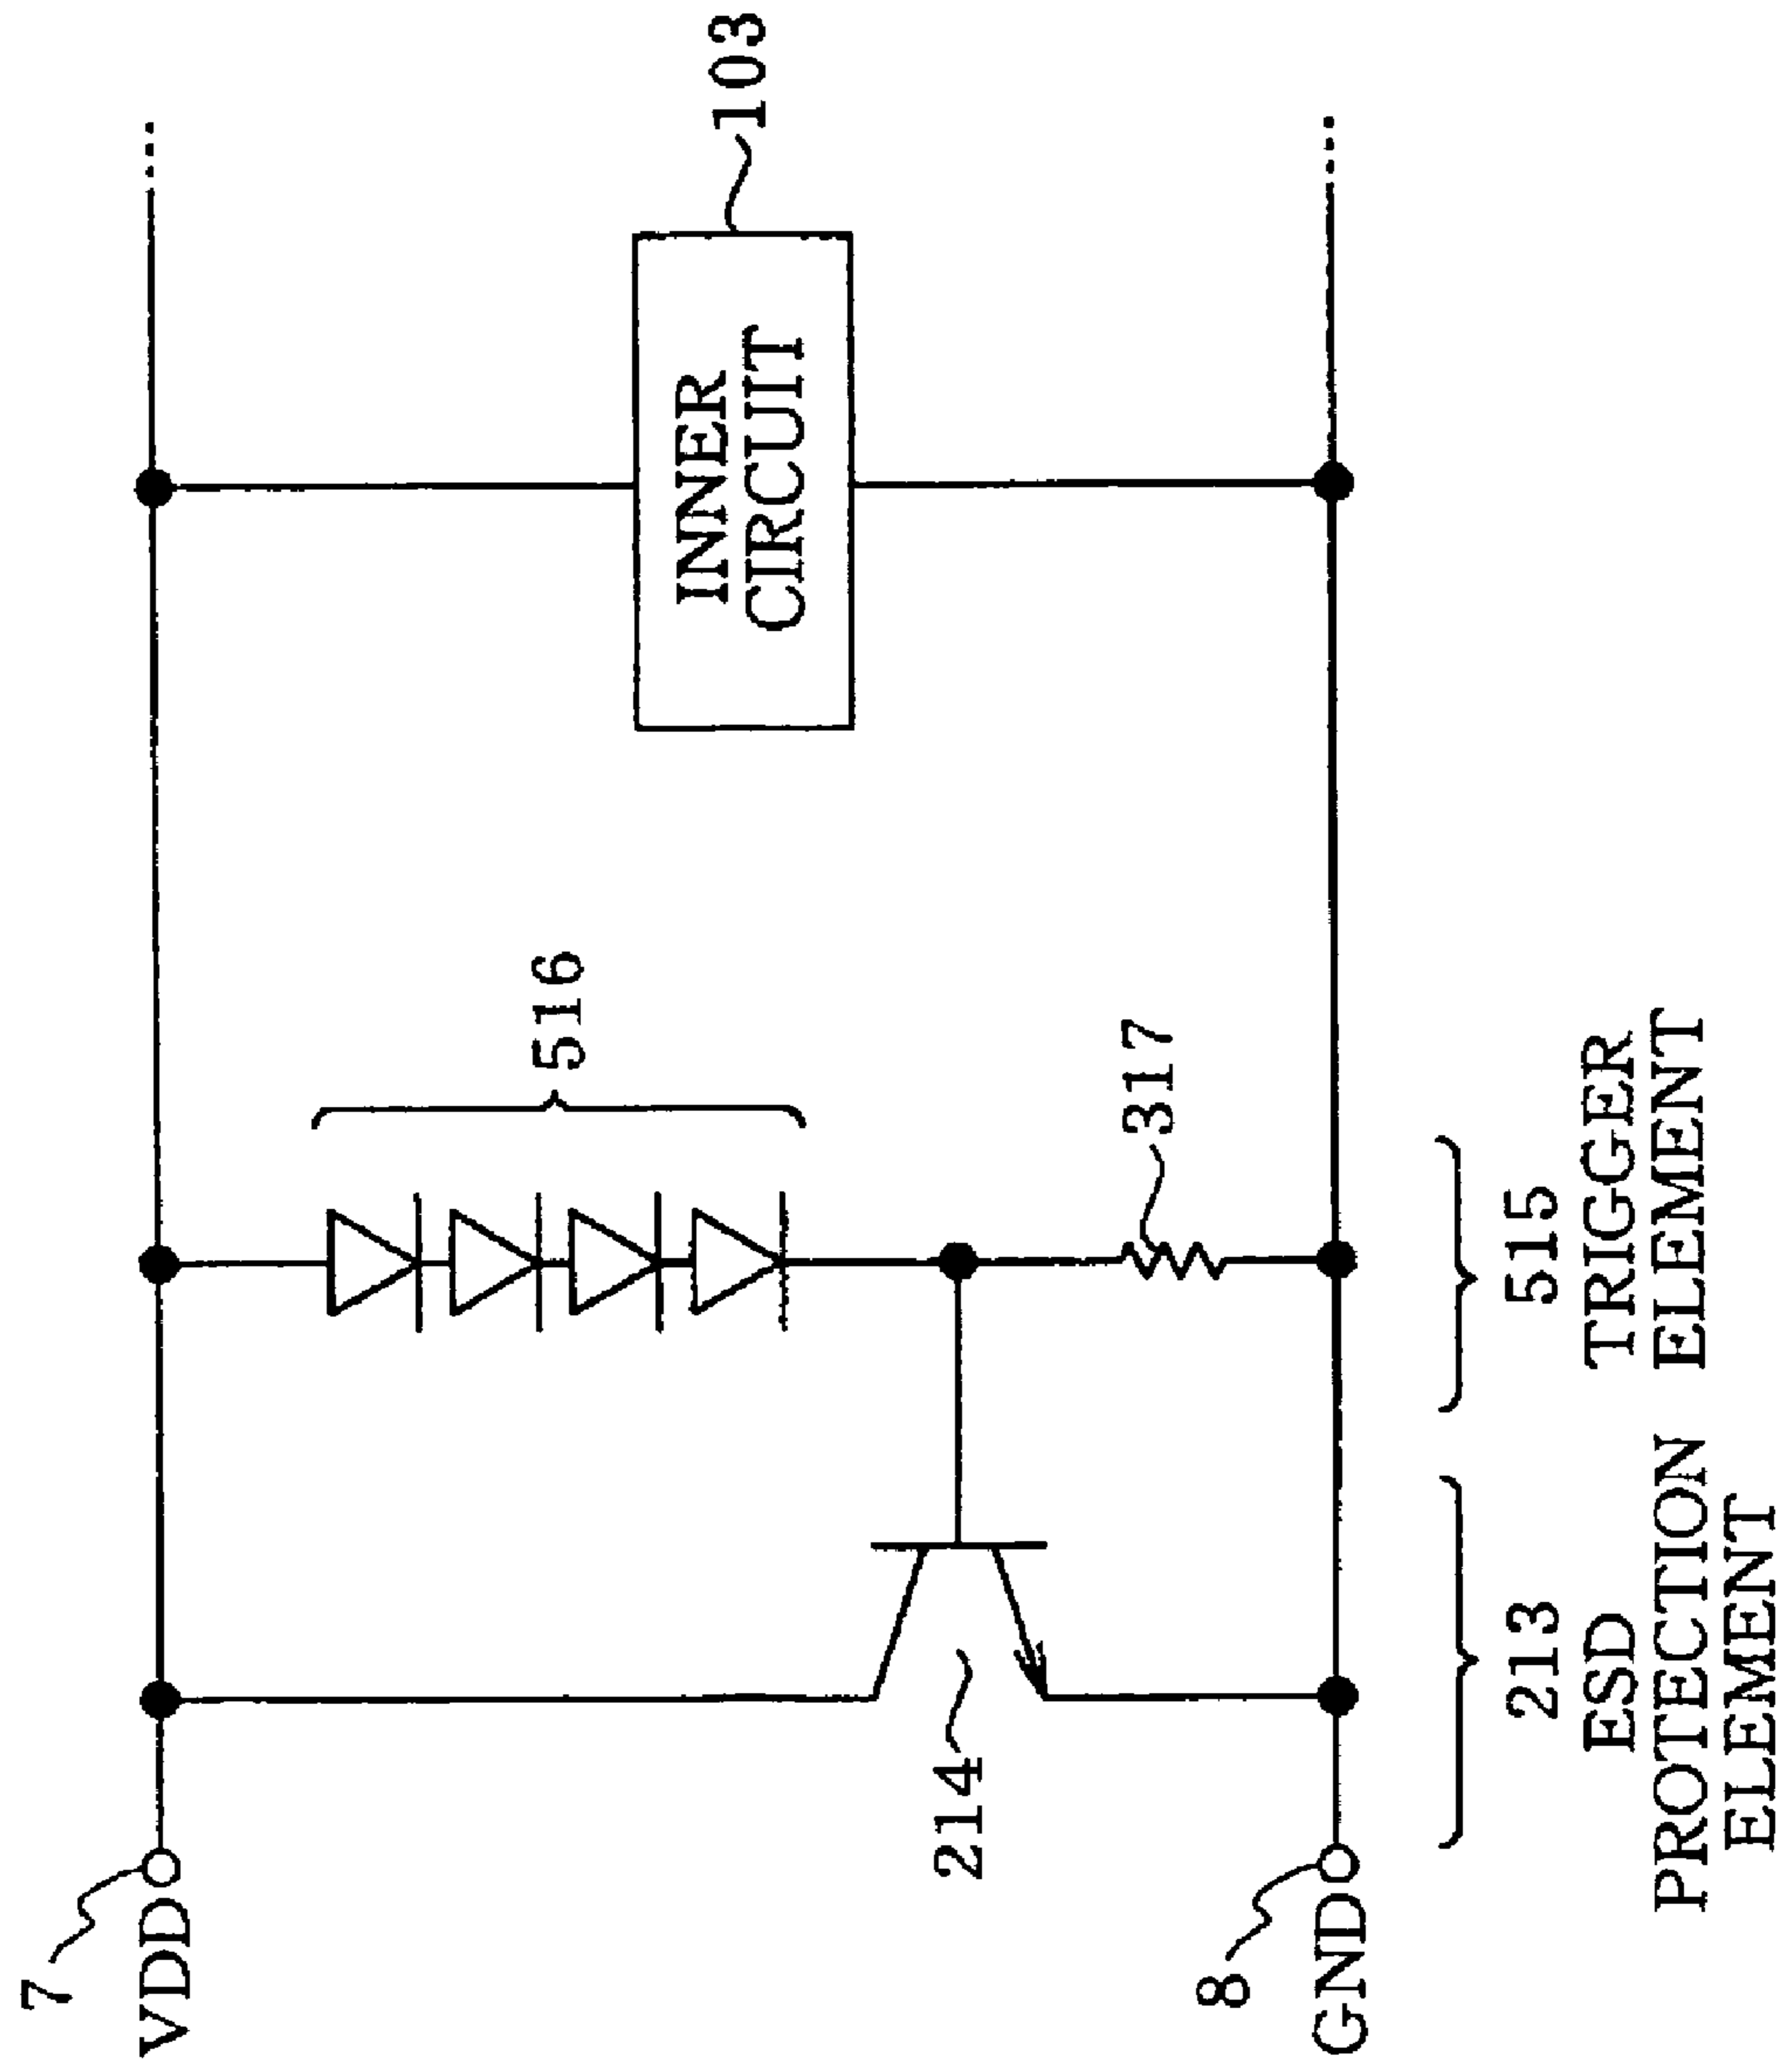 7
VDD
8
GND
214
516
317
103
INNER
CIRCUIT
213
ESD
PROTECTION
ELEMENT
515
TRIGGER
ELEMENT